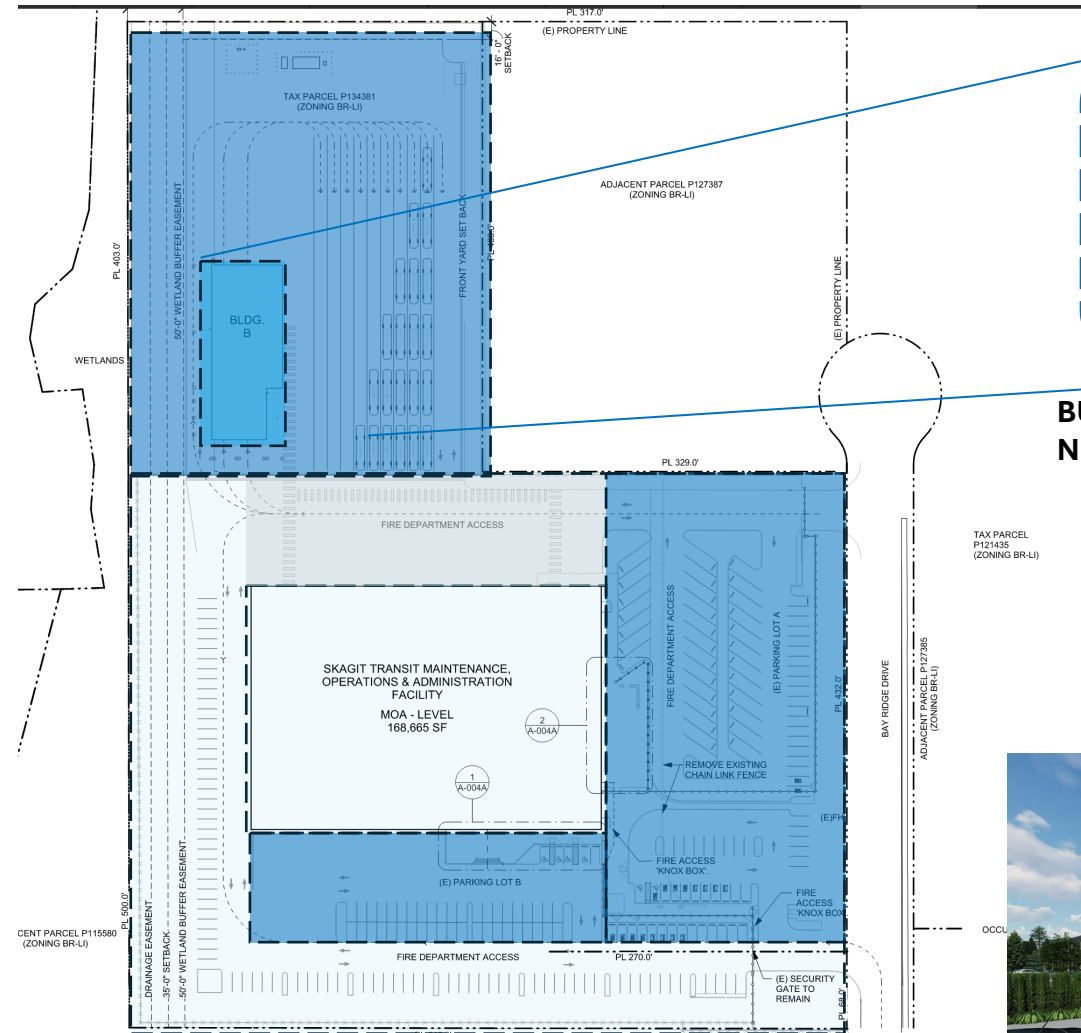 PL 317.0'
(E) PROPERTY LINE
16' - 0"
SETBACK
TAX PARCEL P134381
(ZONING BR-LI)
ADJACENT PARCEL P127387
(ZONING BR-LI)
50'-0" WETLAND BUFFER EASEMENT
FRONT YARD SET BACK
PL 403.0'
(E) PROPERTY LINE
BLDG.
B
WETLANDS
BU
N
PL 329.0'
FIRE DEPARTMENT ACCESS
TAX PARCEL
P121435
(ZONING BR-LI)
FIRE DEPARTMENT ACCESS
(E) PARKING LOT A
PL 432.0'
BAY RIDGE DRIVE
ADJACENT PARCEL P127385
(ZONING BR-LI)
SKAGIT TRANSIT MAINTENANCE,
OPERATIONS & ADMINISTRATION
FACILITY
MOA - LEVEL
168,665 SF
2
A-004A
1
A-004A
REMOVE EXISTING
CHAIN LINK FENCE
(E)FH
FIRE ACCESS
'KNOX BOX'.
(E) PARKING LOT B
FIRE
ACCESS
'KNOX BOX
PL 500.0'
CENT PARCEL P115580
(ZONING BR-LI)
DRAINAGE EASEMENT
35'-0" SETBACK
50'-0" WETLAND BUFFER EASEMENT
OCCU
FIRE DEPARTMENT ACCESS
PL 270.0'
(E) SECURITY
GATE TO
REMAIN
PL 68.0'